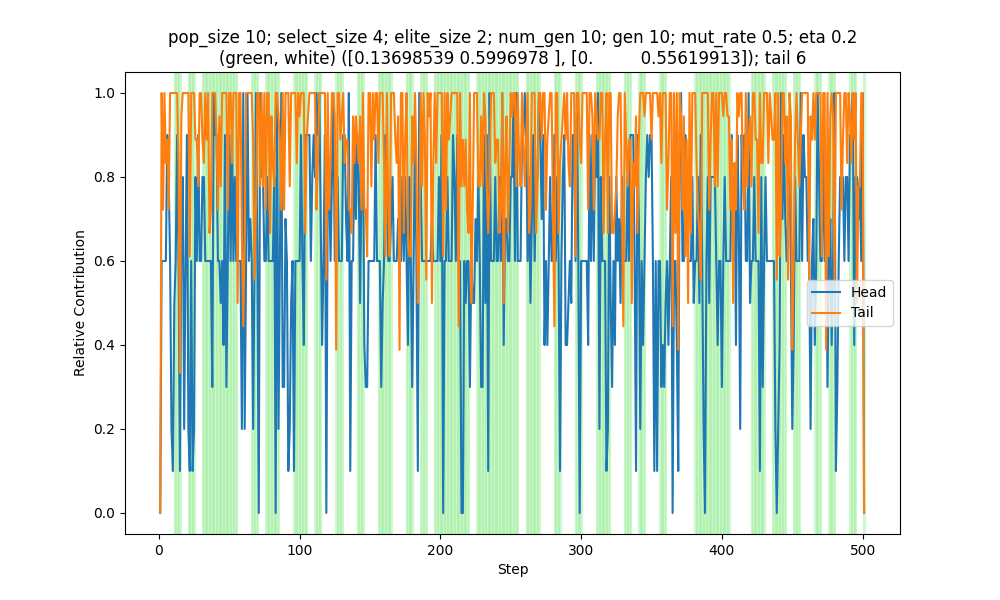 pop_size 10; select_size 4; elite_size 2; num_gen 10; gen 10; mut_rate 0.5; eta 0.2
(green, white) ([0.13698539 0.5996978 ], [0.         0.55619913]); tail 6
1.0
0.8
0.6
0.4
0.2
0.0
Relative Contribution
Head
Tail
0 100 200 300 400 500
Step